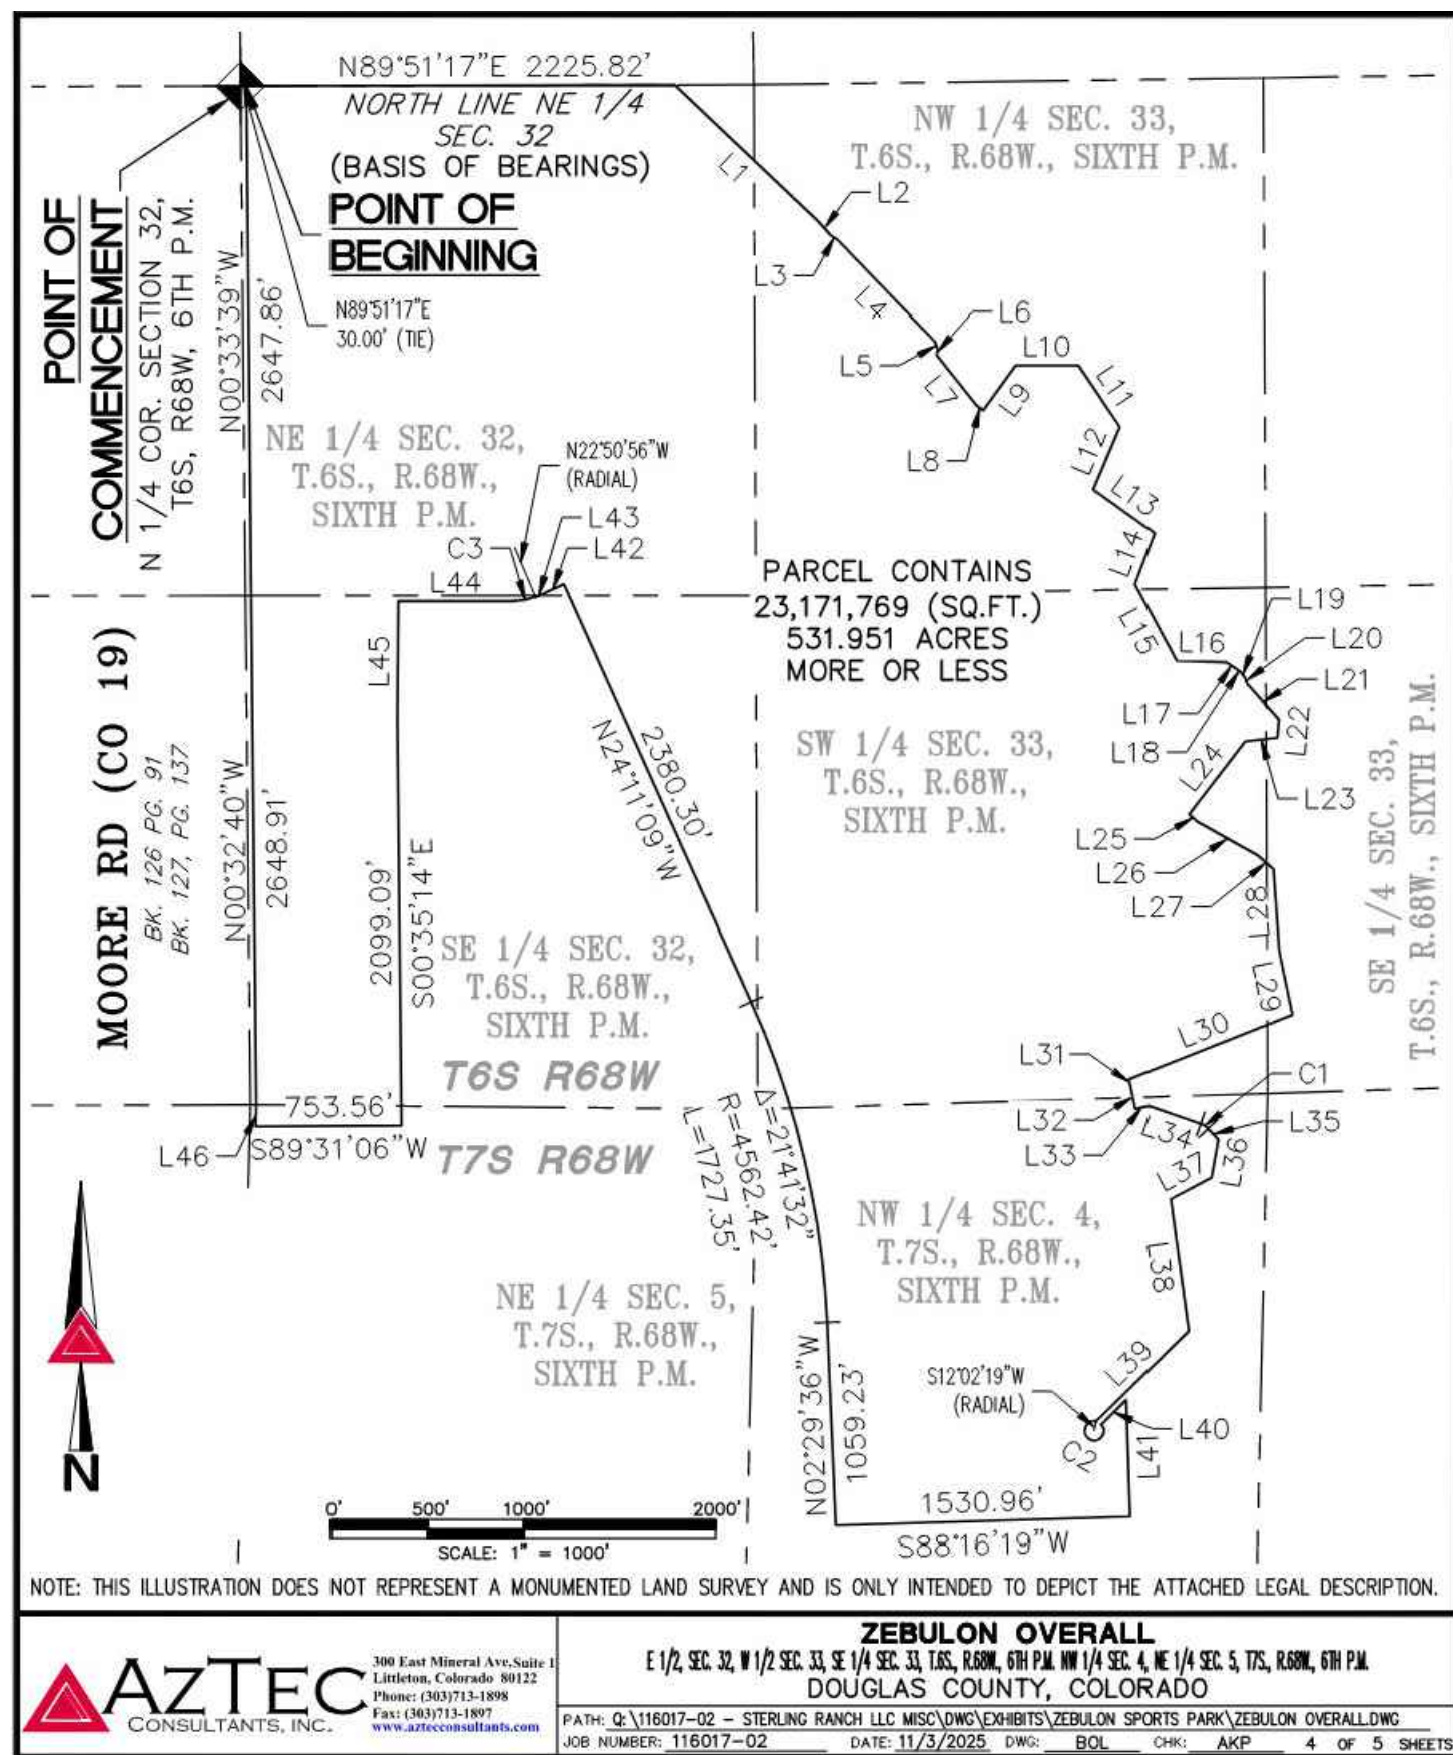 N89°51'17"E 2225.82'
NORTH LINE NE 1/4
SEC. 32
(BASIS OF BEARINGS)
POINT OF
BEGINNING
N89°51'17"E
30.00' (TIE)
POINT OF
COMMENCEMENT
N 1/4 COR. SECTION 32,
T6S, R68W, 6TH P.M.
N00°33'39"W
2647.86'
NW 1/4 SEC. 33,
T.6S., R.68W., SIXTH P.M.
L1
L2
L3
L4
L5
L6
L7
L8
L9
L10
L11
L12
L13
L14
L15
L16
L17
L18
L19
L20
L21
L22
L23
L24
L25
L26
L27
L28
L29
L30
L31
L32
L33
L34
C1
L35
L36
L37
L38
L39
L40
L41
C2
NE 1/4 SEC. 32,
T.6S., R.68W.,
SIXTH P.M.
N22°50'56"W
(RADIAL)
L43
L42
C3
L44
L45
PARCEL CONTAINS
23,171,769 (SQ.FT.)
531.951 ACRES
MORE OR LESS
MOORE RD (CO 19)
BK. 126 PG. 91
BK. 127, PG. 137
N00°32'40"W
2648.91'
2099.09'
S00°35'14"E
2380.30'
N24°11'09"W
SW 1/4 SEC. 33,
T.6S., R.68W.,
SIXTH P.M.
SE 1/4 SEC. 33,
T.6S., R.68W., SIXTH P.M.
SE 1/4 SEC. 32,
T.6S., R.68W.,
SIXTH P.M.
T6S R68W
753.56'
S89°31'06"W
L46
T7S R68W
Δ=21°41'32"
R=4562.42'
L=1727.35'
NW 1/4 SEC. 4,
T.7S., R.68W.,
SIXTH P.M.
NE 1/4 SEC. 5,
T.7S., R.68W.,
SIXTH P.M.
S12°02'19"W
(RADIAL)
N02°29'36"W
1059.23'
1530.96'
S88°16'19"W
N
0' 500' 1000' 2000'
SCALE: 1" = 1000'
NOTE: THIS ILLUSTRATION DOES NOT REPRESENT A MONUMENTED LAND SURVEY AND IS ONLY INTENDED TO DEPICT THE ATTACHED LEGAL DESCRIPTION.
AZTEC
CONSULTANTS, INC.
300 East Mineral Ave, Suite 1
Littleton, Colorado 80122
Phone: (303)713-1898
Fax: (303)713-1897
www.aztecconsultants.com
ZEBULON OVERALL
E 1/2, SEC. 32, W 1/2 SEC. 33, SE 1/4 SEC. 33, T.6S., R.68W., 6TH P.M. NW 1/4 SEC. 4, NE 1/4 SEC. 5, T7S., R.68W., 6TH P.M.
DOUGLAS COUNTY, COLORADO
PATH: Q:\116017-02 - STERLING RANCH LLC MISC\DWG\EXHIBITS\ZEBULON SPORTS PARK\ZEBULON OVERALL.DWG
JOB NUMBER: 116017-02 DATE: 11/3/2025 DWG: BOL CHK: AKP 4 OF 5 SHEETS